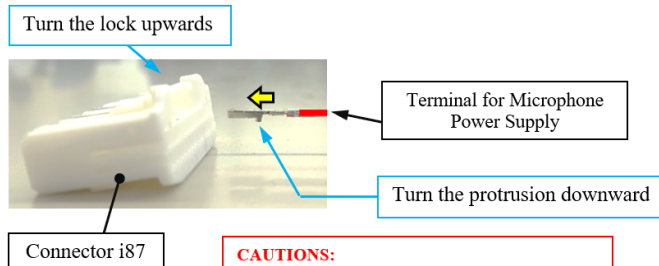 Turn the lock upwards
Terminal for Microphone
Power Supply
Turn the protrusion downward
Connector i87
CAUTIONS: